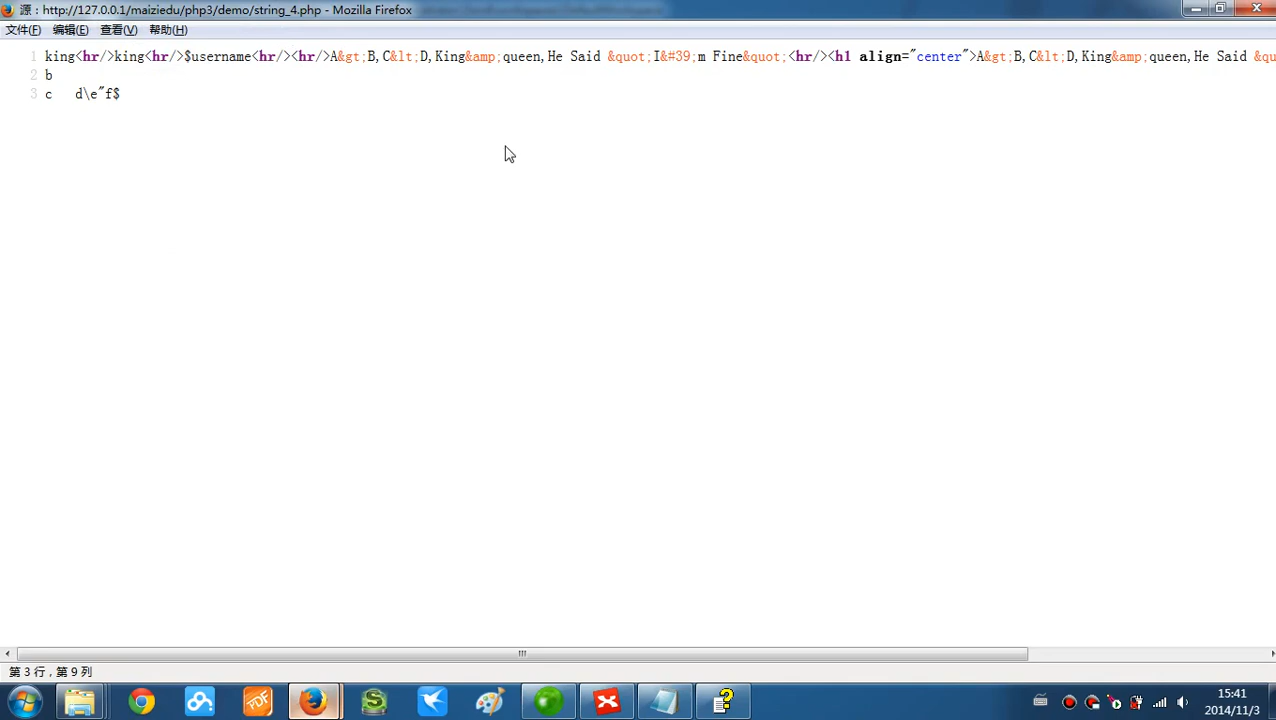 源：http://127.0.0.1/maiziedu/php3/demo/string_4.php - Mozilla Firefox
文件(F) 编辑(E) 查看(V) 帮助(H)
1 king<hr/>king<hr/>$username<hr/><hr/>A&gt;B,C&lt;D,King&amp;queen,He Said &quot;I&#39;m Fine&quot;<hr/><h1 align="center">A&gt;B,C&lt;D,King&amp;queen,He Said &qu
2 b
3 c d\e"f$
第 3 行，第 9 列
PDF
15:41
2014/11/3